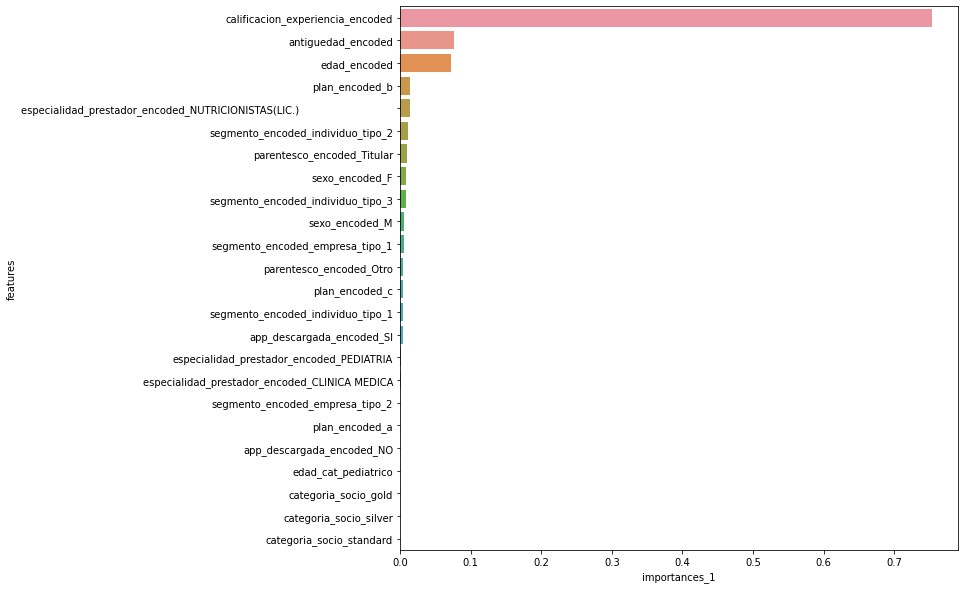 calificacion_experiencia_encoded
antiguedad_encoded
edad_encoded
plan_encoded_b
especialidad_prestador_encoded_NUTRICIONISTAS(LIC.)
segmento_encoded_individuo_tipo_2
parentesco_encoded_Titular
sexo_encoded_F
segmento_encoded_individuo_tipo_3
sexo_encoded_M
segmento_encoded_empresa_tipo_1
parentesco_encoded_Otro
plan_encoded_c
segmento_encoded_individuo_tipo_1
app_descargada_encoded_SI
especialidad_prestador_encoded_PEDIATRIA
especialidad_prestador_encoded_CLINICA MEDICA
segmento_encoded_empresa_tipo_2
plan_encoded_a
app_descargada_encoded_NO
edad_cat_pediatrico
categoria_socio_gold
categoria_socio_silver
categoria_socio_standard
features
0.0 0.1 0.2 0.3 0.4 0.5 0.6 0.7
importances_1